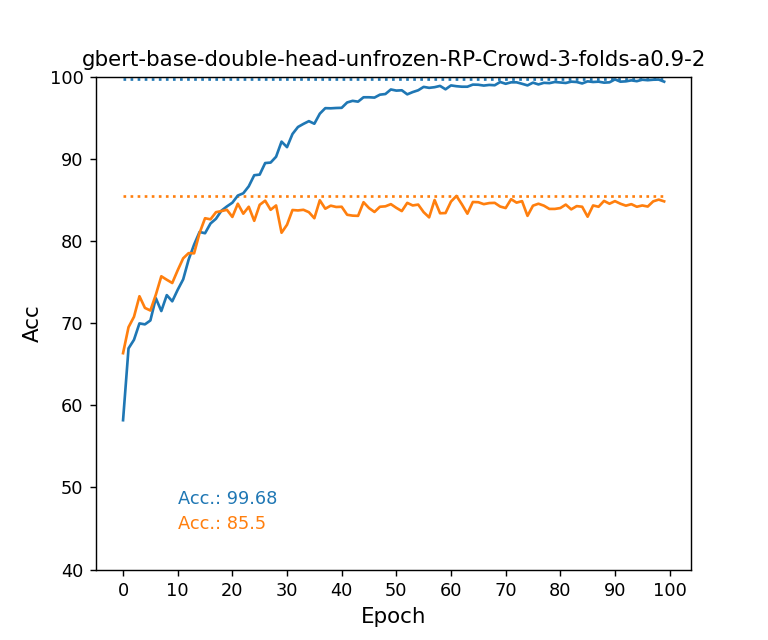 gbert-base-double-head-unfrozen-RP-Crowd-3-folds-a0.9-2
100
90
80
70
60
50
40
Acc
Acc.: 99.68
Acc.: 85.5
0 10 20 30 40 50 60 70 80 90 100
Epoch